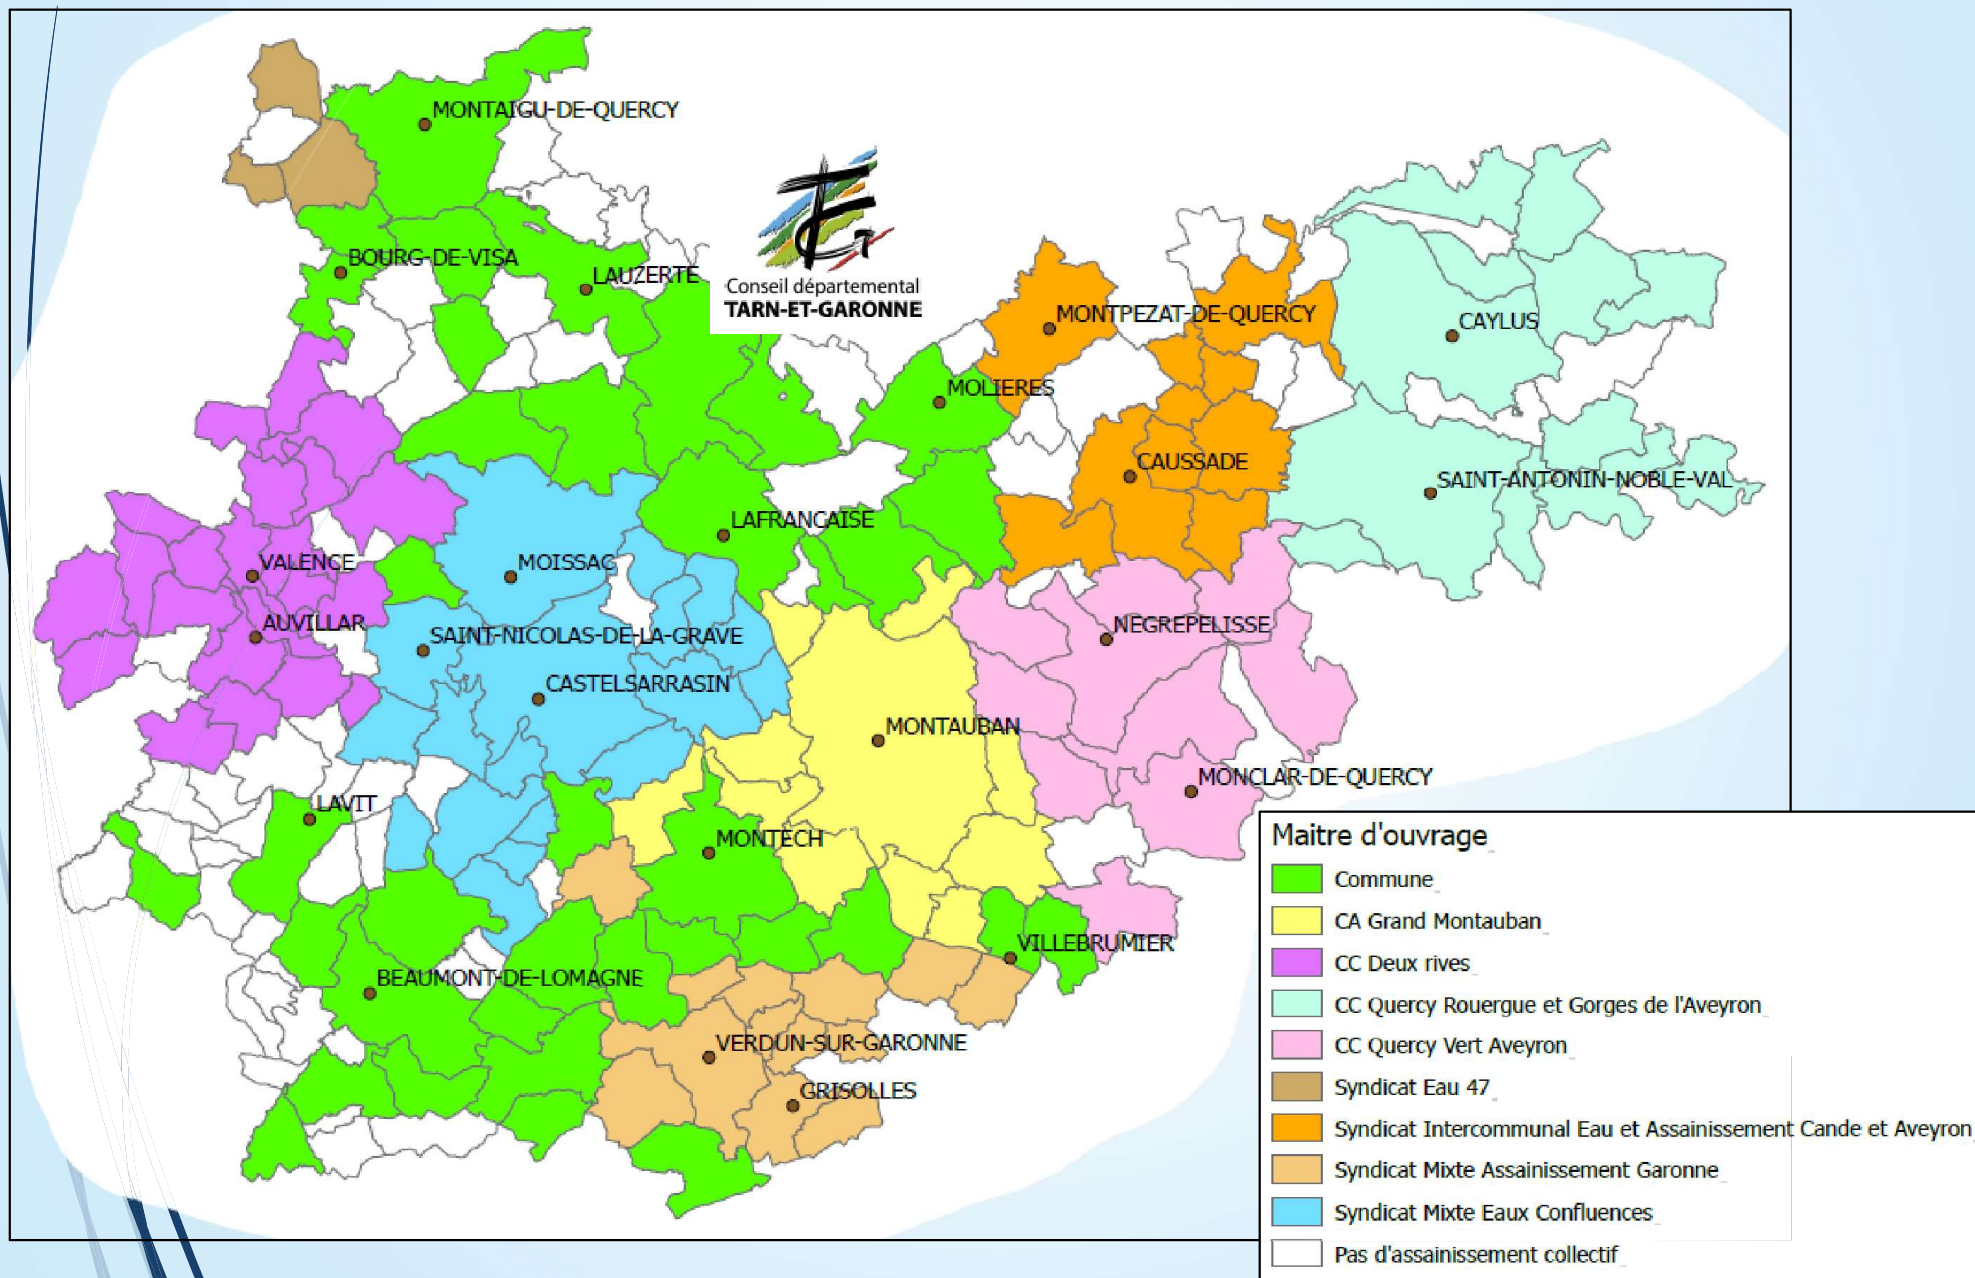 MONTAIGU-DE-QUERCY
BOURG-DE-VISA
LAUZERTE
Conseil départemental
TARN-ET-GARONNE
MONTPEZAT-DE-QUERCY
CAYLUS
MOLIERES
CAUSSADE
SAINT-ANTONIN-NOBLE-VAL
LAFRANCAISE
VALENCE
MOISSAC
AUVILLAR
SAINT-NICOLAS-DE-LA-GRAVE
NEGREPELISSE
CASTELSARRASIN
MONTAUBAN
MONCLAR-DE-QUERCY
LAVIT
MONTECH
VILLEBRUMIER
BEAUMONT-DE-LOMAGNE
VERDUN-SUR-GARONNE
GRISOLLES
Maitre d'ouvrage
Commune
CA Grand Montauban
CC Deux rives
CC Quercy Rouergue et Gorges de l'Aveyron
CC Quercy Vert Aveyron
Syndicat Eau 47
Syndicat Intercommunal Eau et Assainissement Cande et Aveyron
Syndicat Mixte Assainissement Garonne
Syndicat Mixte Eaux Confluences
Pas d'assainissement collectif